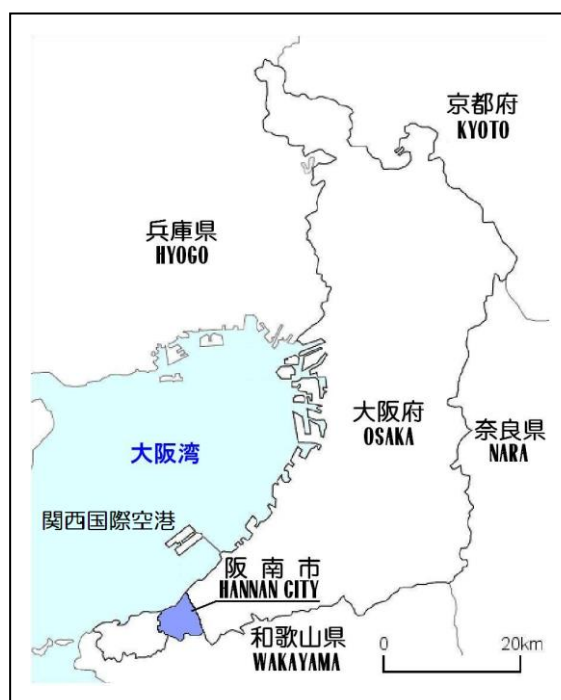 京都府
KYOTO
兵庫県
HYOGO
大阪府
OSAKA
奈良県
NARA
大阪湾
関西国際空港
阪南市
HANNAN CITY
和歌山県
WAKAYAMA
0 20km